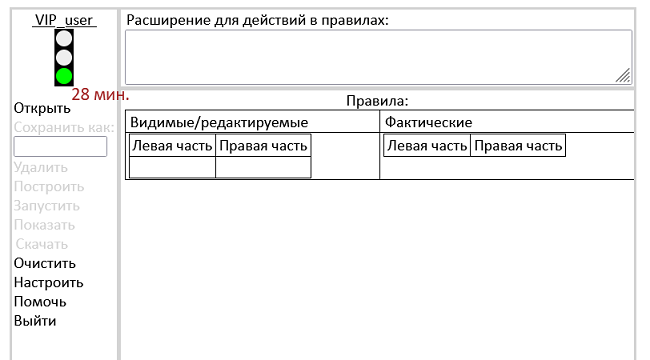 VIP_user
28 мин.
Открыть
Сохранить как:
Удалить
Построить
Запустить
Показать
Скачать
Очистить
Настроить
Помочь
Выйти
Расширение для действий в правилах:
Правила:
Видимые/редактируемые Фактические
Левая часть Правая часть Левая часть Правая часть